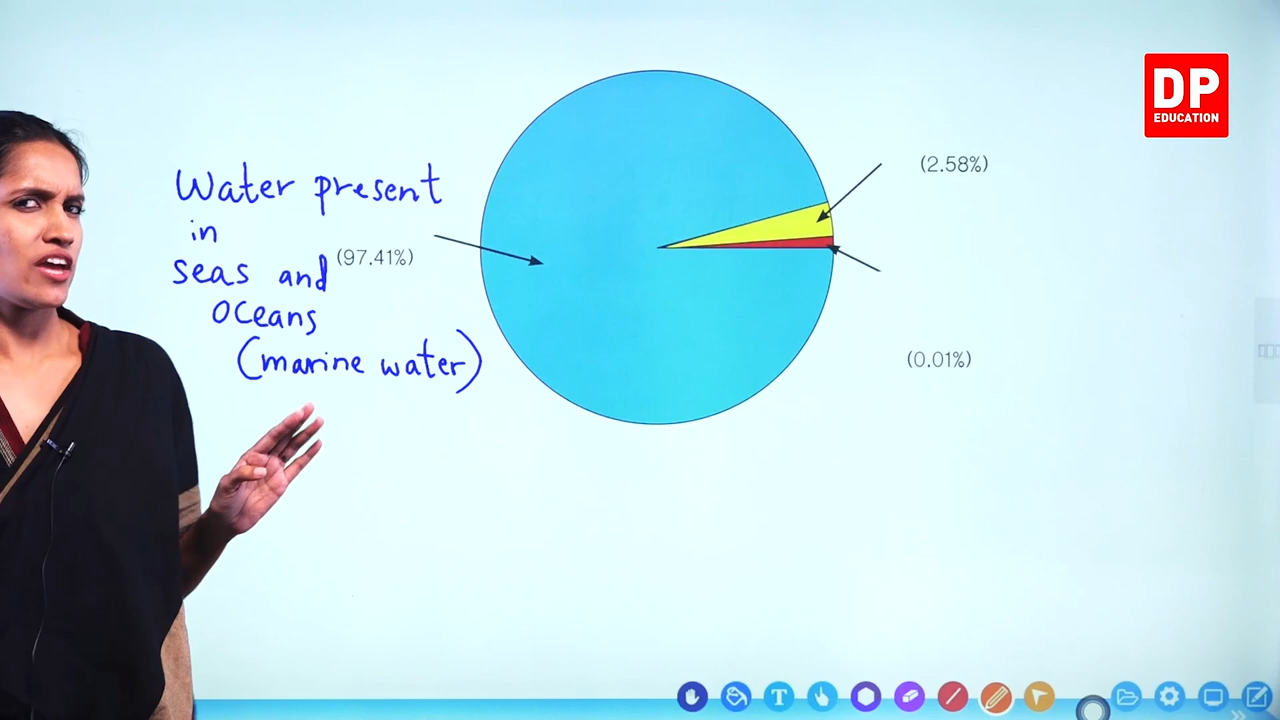 DP
EDUCATION
(2.58%)
Water present
in
(97.41%)
seas and
oceans
(marine water)
(0.01%)
T